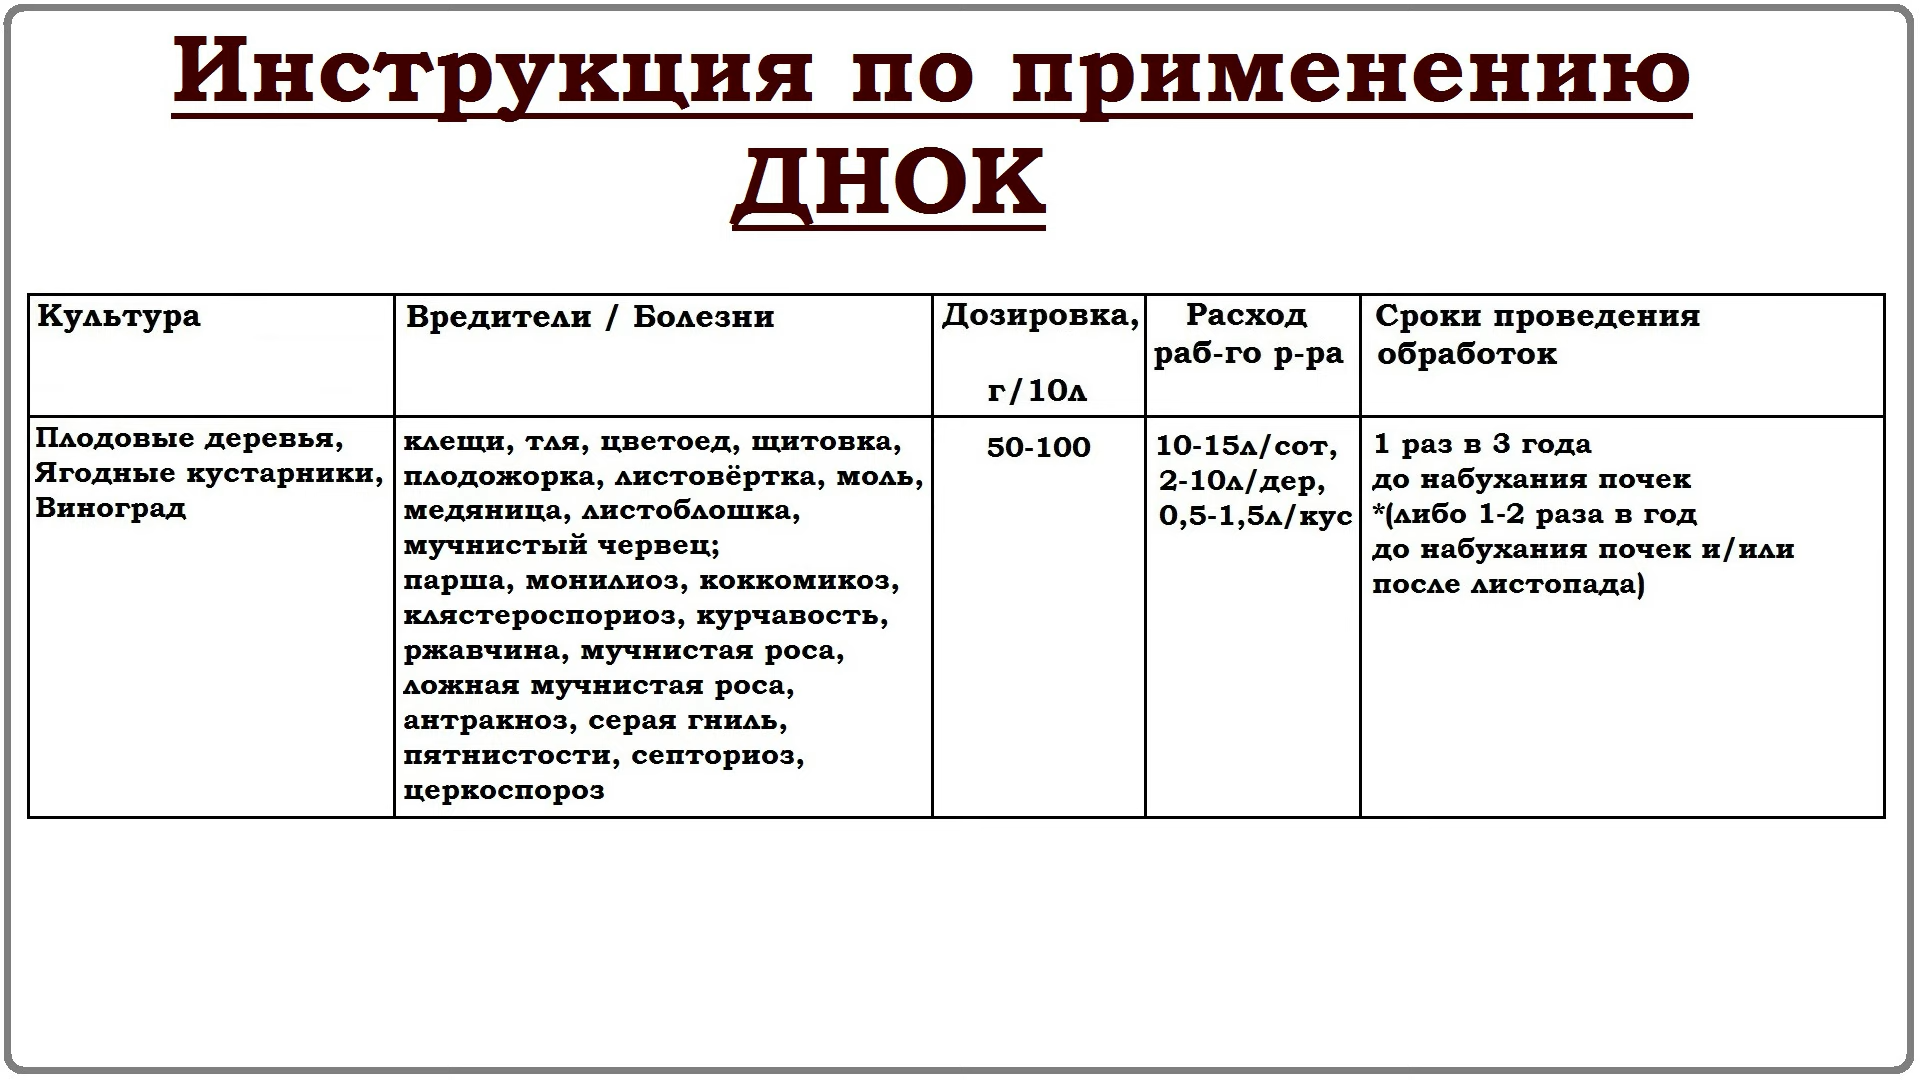 Инструкция по применению
ДНОК
Культура
Вредители / Болезни
Дозировка,
г/10л
Расход
раб-го р-ра
Сроки проведения
обработок
Плодовые деревья,
Ягодные кустарники,
Виноград
клещи, тля, цветоед, щитовка,
плодожорка, листовёртка, моль,
медяница, листоблошка,
мучнистый червец;
парша, монилиоз, коккомикоз,
клястероспориоз, курчавость,
ржавчина, мучнистая роса,
ложная мучнистая роса,
антракноз, серая гниль,
пятнистости, септориоз,
церкоспороз
50-100
10-15л/сот,
2-10л/дер,
0,5-1,5л/кус
1 раз в 3 года
до набухания почек
*(либо 1-2 раза в год
до набухания почек и/или
после листопада)